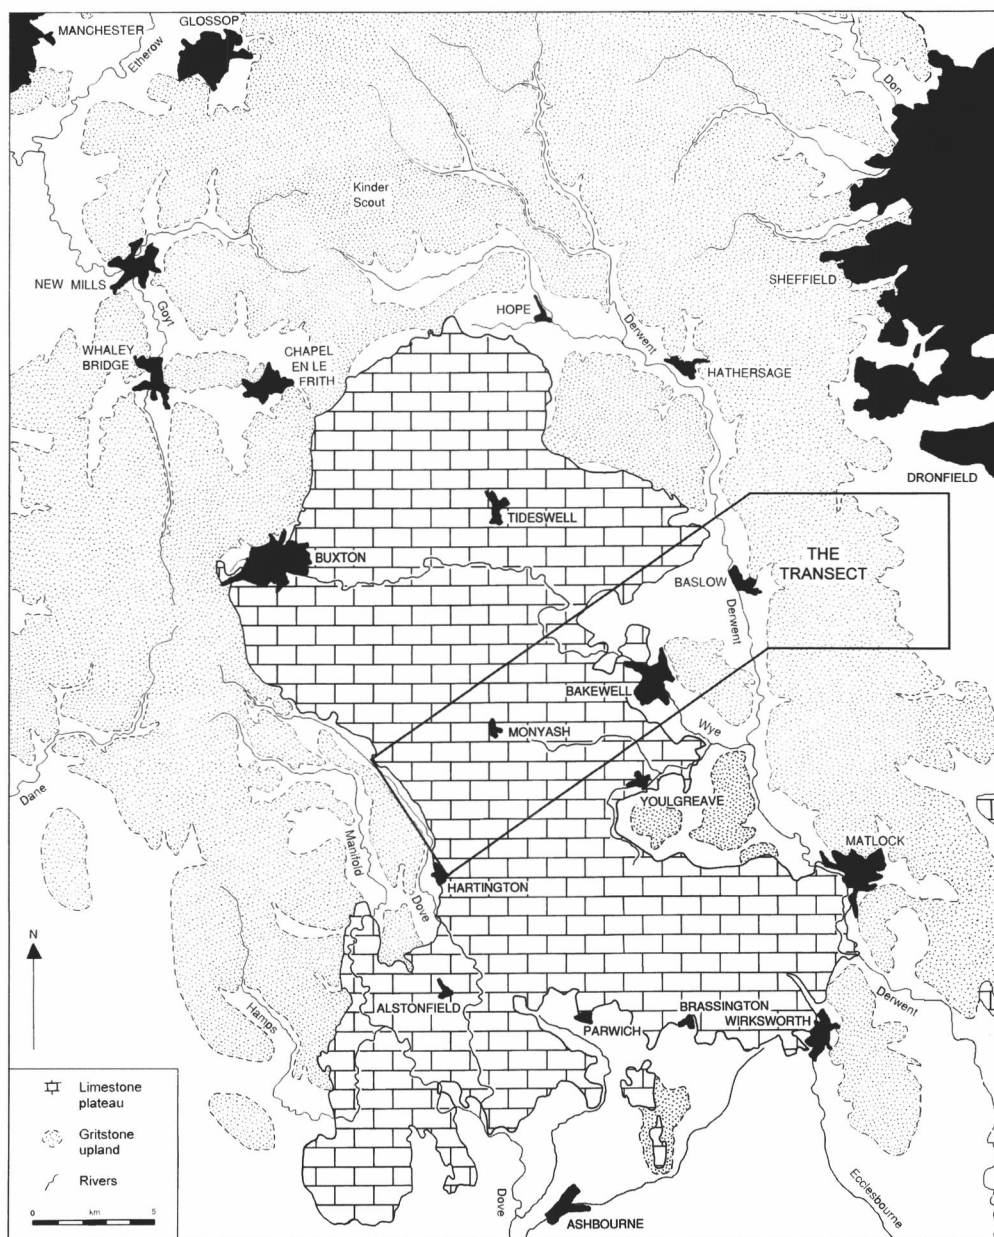 MANCHESTER
GLOSSOP
Etherow
Don
Kinder
Scout
NEW MILLS
Goyt
SHEFFIELD
HOPE
Derwent
WHALEY
BRIDGE
CHAPEL
EN LE
FRITH
HATHERSAGE
DRONFIELD
TIDESWELL
BUXTON
THE
TRANSECT
BASLOW
Derwent
BAKEWELL
Wye
MONYASH
YOULGREAVE
Dane
Manifold
MATLOCK
HARTINGTON
Dove
N
ALSTONFIELD
Hamps
PARWICH
BRASSINGTON
WIRKSWORTH
Derwent
Limestone
plateau
Gritstone
upland
Rivers
0 km 5
Dove
ASHBOURNE
Ecclesbourne